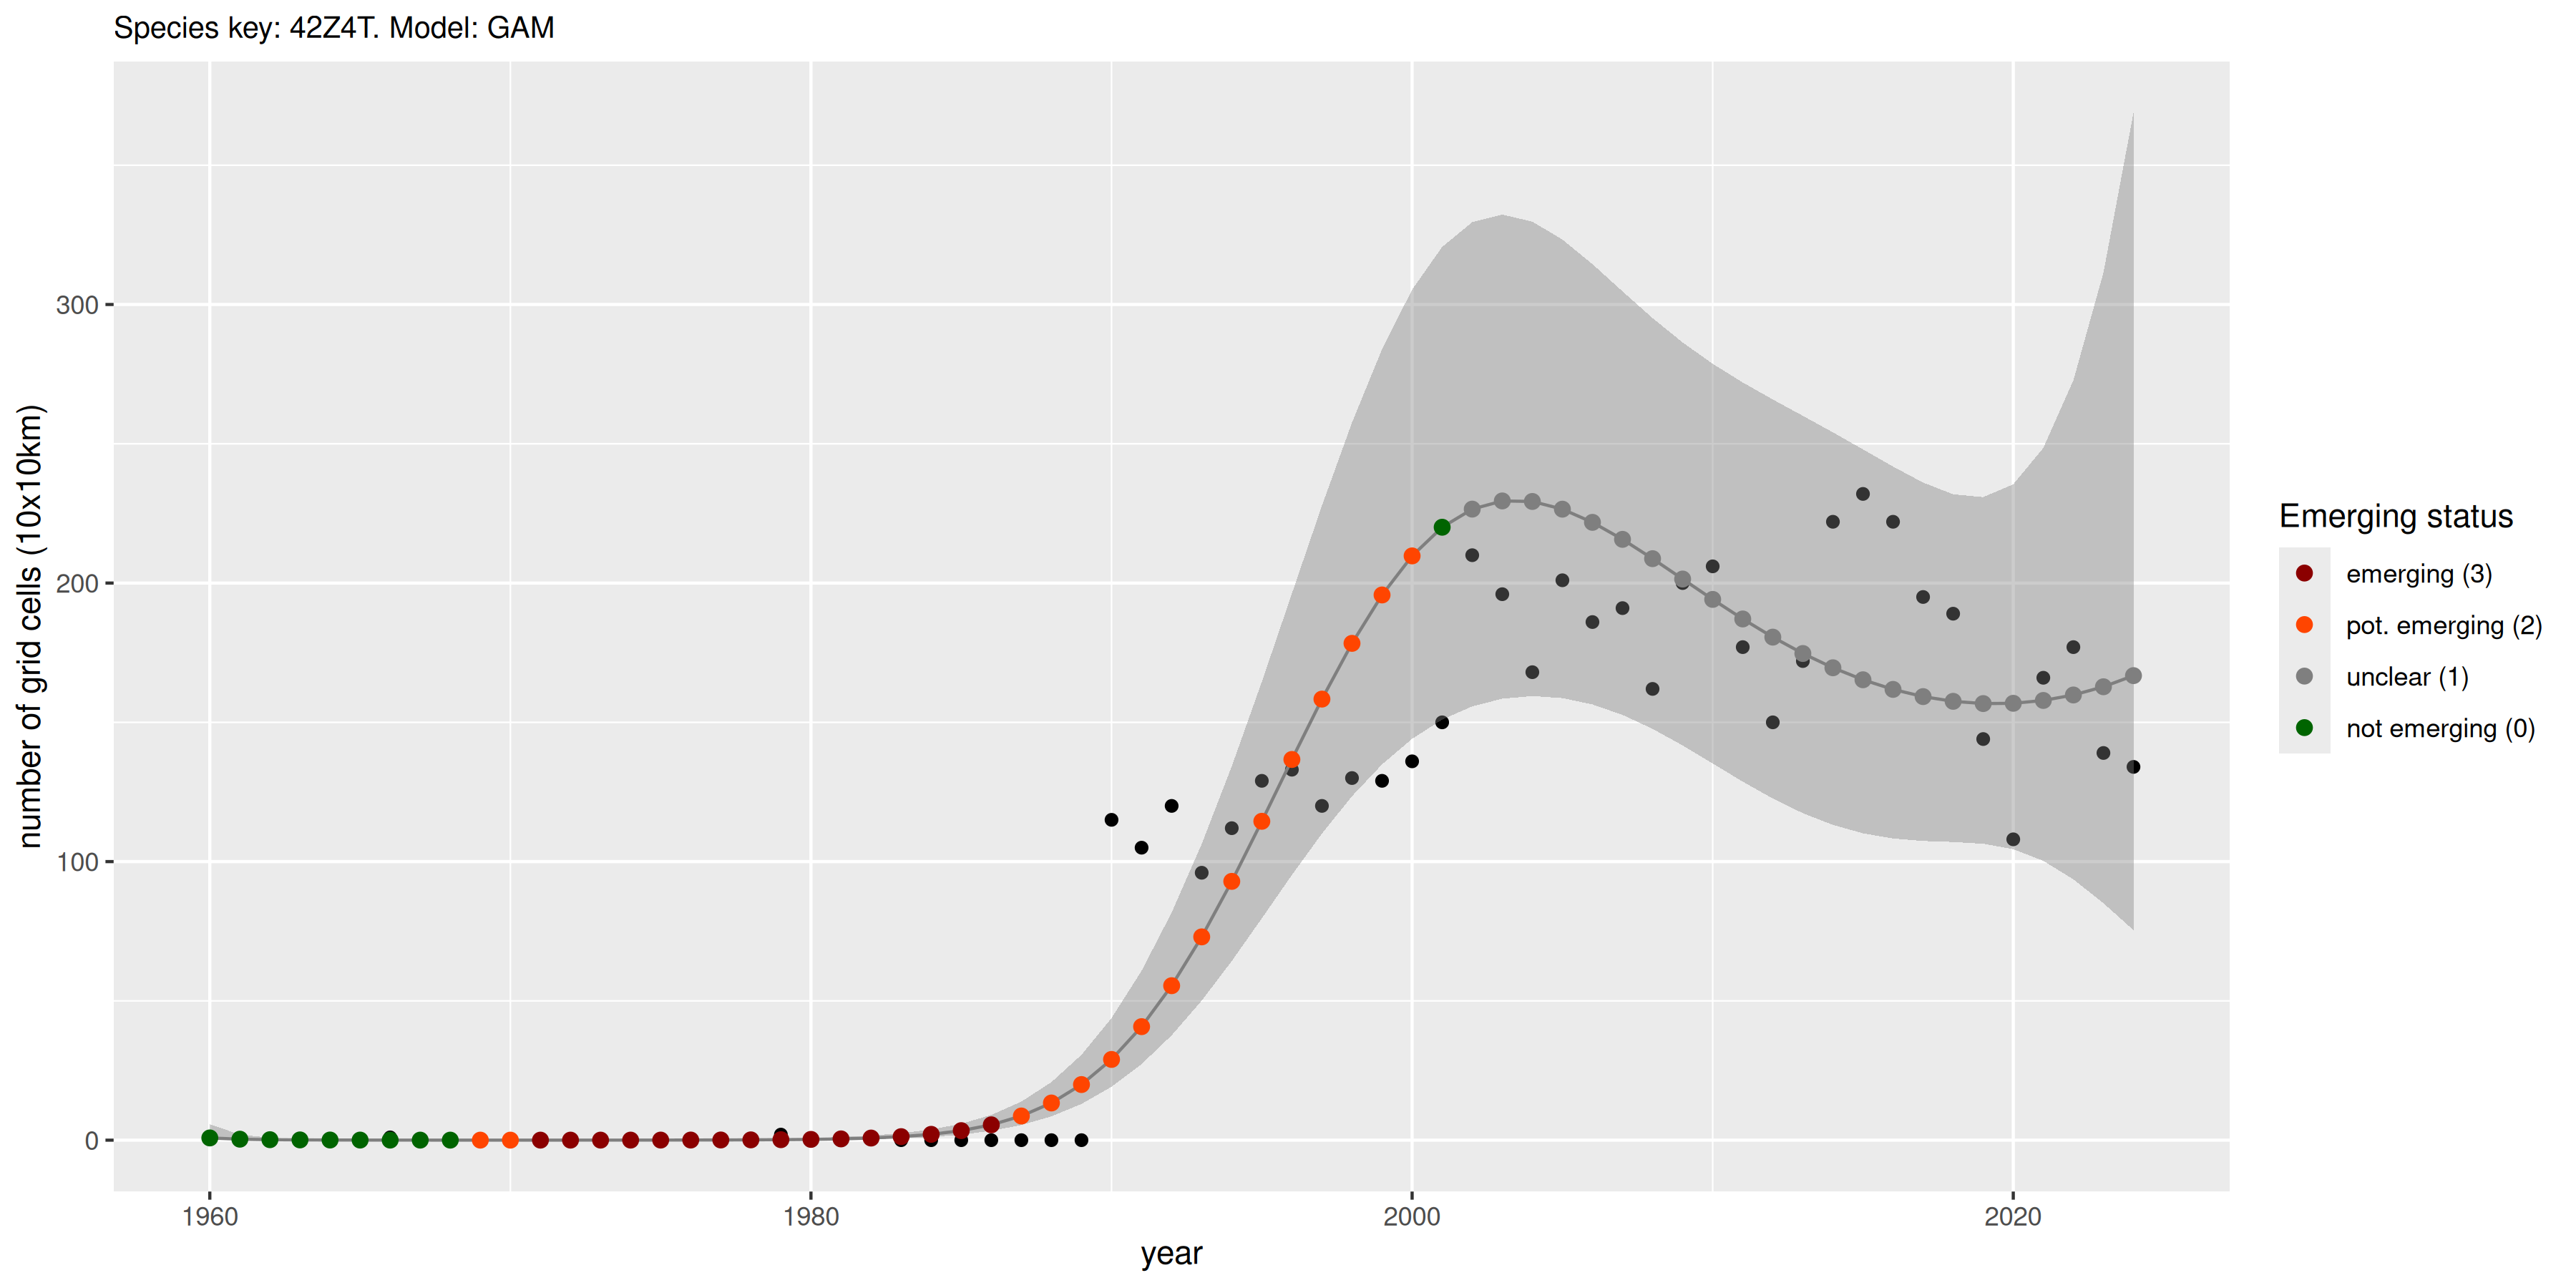 Species key: 42Z4T. Model: GAM
number of grid cells (10x10km)
300
200
100
0
1960
1980
2000
2020
year
Emerging status
emerging (3)
pot. emerging (2)
unclear (1)
not emerging (0)